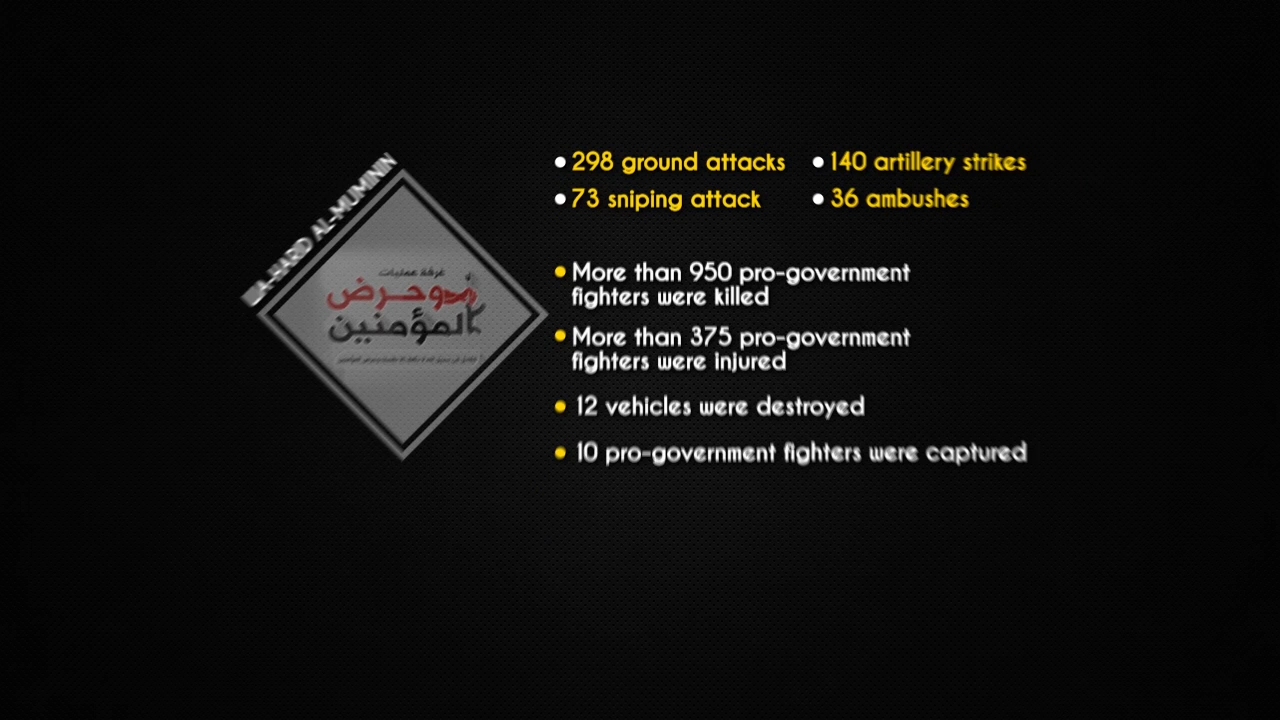 298 ground attacks
140 artillery strikes
73 sniping attack
36 ambushes
AL-MUMININ
غرفة عمليات
وحرض
المؤمنين
More than 950 pro-government
fighters were killed
More than 375 pro-government
fighters were injured
12 vehicles were destroyed
10 pro-government fighters were captured